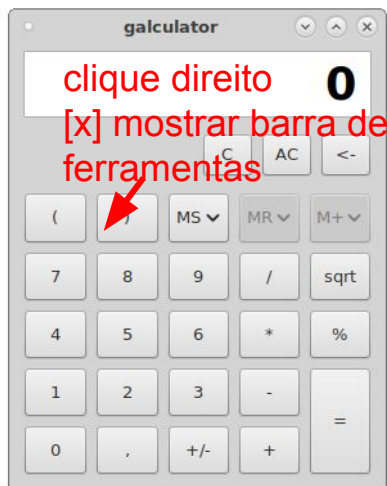 galculator
0
clique direito
[x] mostrar barra de
ferramentas
C AC <-
( ) MS MR M+
7 8 9 / sqrt
4 5 6 * %
1 2 3 -
=
0 , +/- +